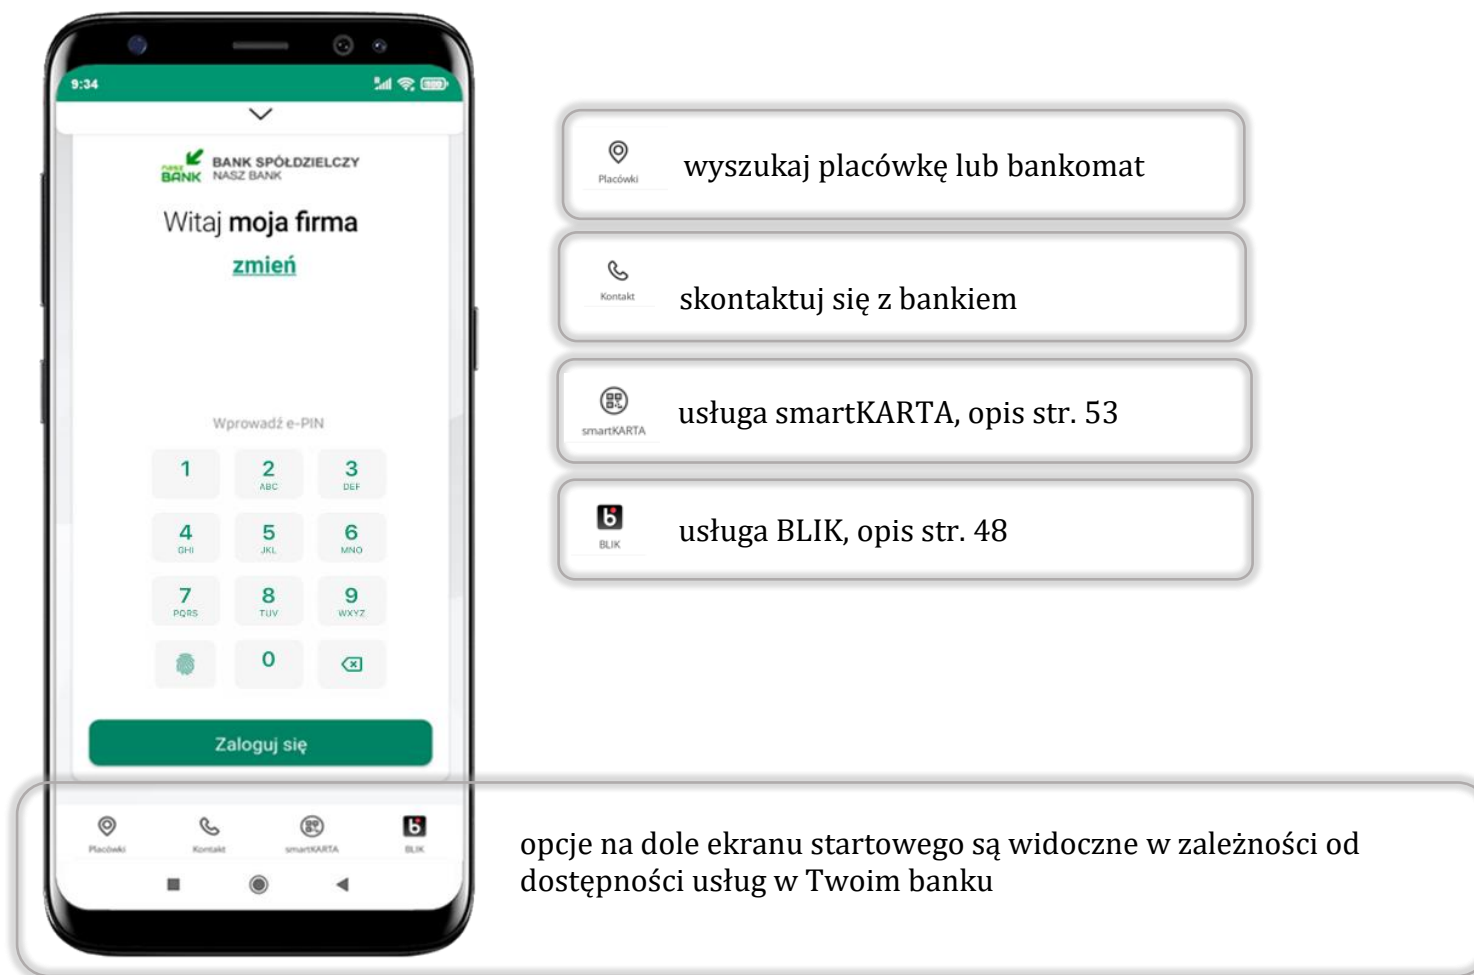 9:34
nasz BANK
BANK SPÓŁDZIELCZY
NASZ BANK
Witaj moja firma
zmień
Wprowadź e-PIN
1
2 ABC
3 DEF
4 GHI
5 JKL
6 MNO
7 PQRS
8 TUV
9 WXYZ
0
Zaloguj się
Placówki
Kontakt
smartKARTA
BLIK
Placówki
wyszukaj placówkę lub bankomat
Kontakt
skontaktuj się z bankiem
smartKARTA
usługa smartKARTA, opis str. 53
BLIK
usługa BLIK, opis str. 48
opcje na dole ekranu startowego są widoczne w zależności od
dostępności usług w Twoim banku